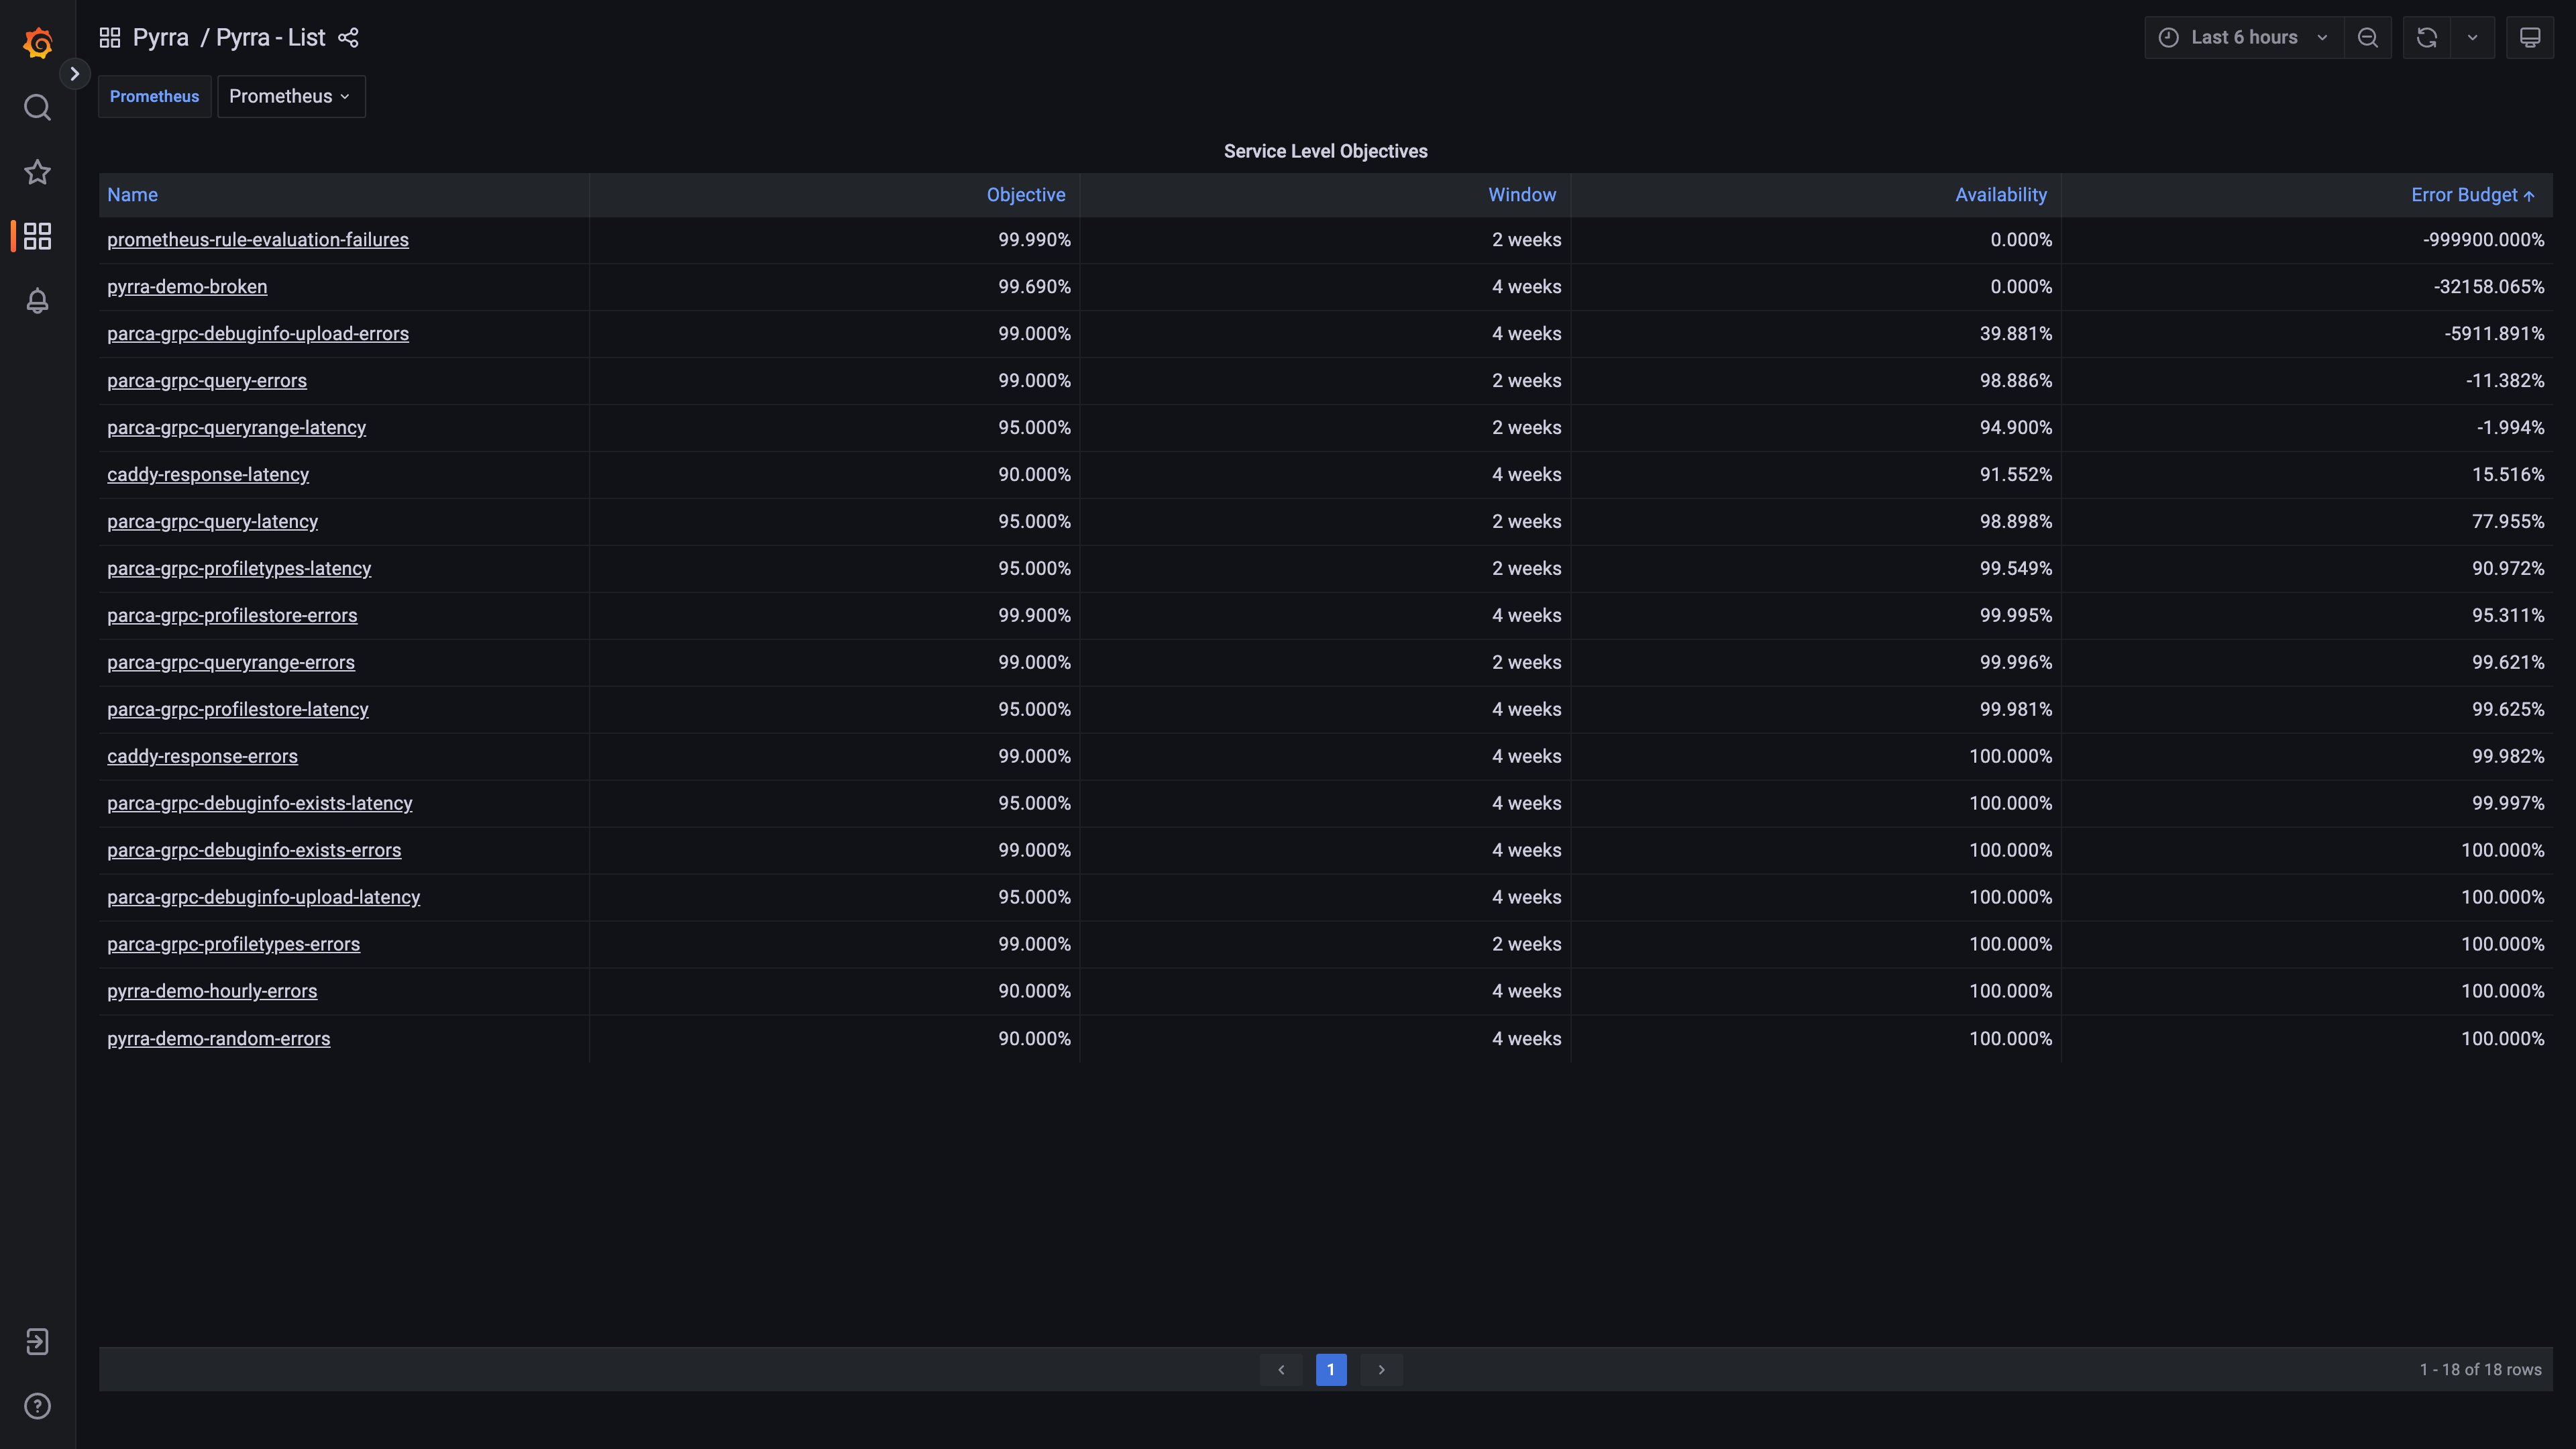 Pyrra / Pyrra - List
Last 6 hours
Prometheus Prometheus
Service Level Objectives
Name Objective Window Availability Error Budget
prometheus-rule-evaluation-failures 99.990% 2 weeks 0.000% -999900.000%
pyrra-demo-broken 99.690% 4 weeks 0.000% -32158.065%
parca-grpc-debuginfo-upload-errors 99.000% 4 weeks 39.881% -5911.891%
parca-grpc-query-errors 99.000% 2 weeks 98.886% -11.382%
parca-grpc-queryrange-latency 95.000% 2 weeks 94.900% -1.994%
caddy-response-latency 90.000% 4 weeks 91.552% 15.516%
parca-grpc-query-latency 95.000% 2 weeks 98.898% 77.955%
parca-grpc-profiletypes-latency 95.000% 2 weeks 99.549% 90.972%
parca-grpc-profilestore-errors 99.900% 4 weeks 99.995% 95.311%
parca-grpc-queryrange-errors 99.000% 2 weeks 99.996% 99.621%
parca-grpc-profilestore-latency 95.000% 4 weeks 99.981% 99.625%
caddy-response-errors 99.000% 4 weeks 100.000% 99.982%
parca-grpc-debuginfo-exists-latency 95.000% 4 weeks 100.000% 99.997%
parca-grpc-debuginfo-exists-errors 99.000% 4 weeks 100.000% 100.000%
parca-grpc-debuginfo-upload-latency 95.000% 4 weeks 100.000% 100.000%
parca-grpc-profiletypes-errors 99.000% 2 weeks 100.000% 100.000%
pyrra-demo-hourly-errors 90.000% 4 weeks 100.000% 100.000%
pyrra-demo-random-errors 90.000% 4 weeks 100.000% 100.000%
1
1 - 18 of 18 rows